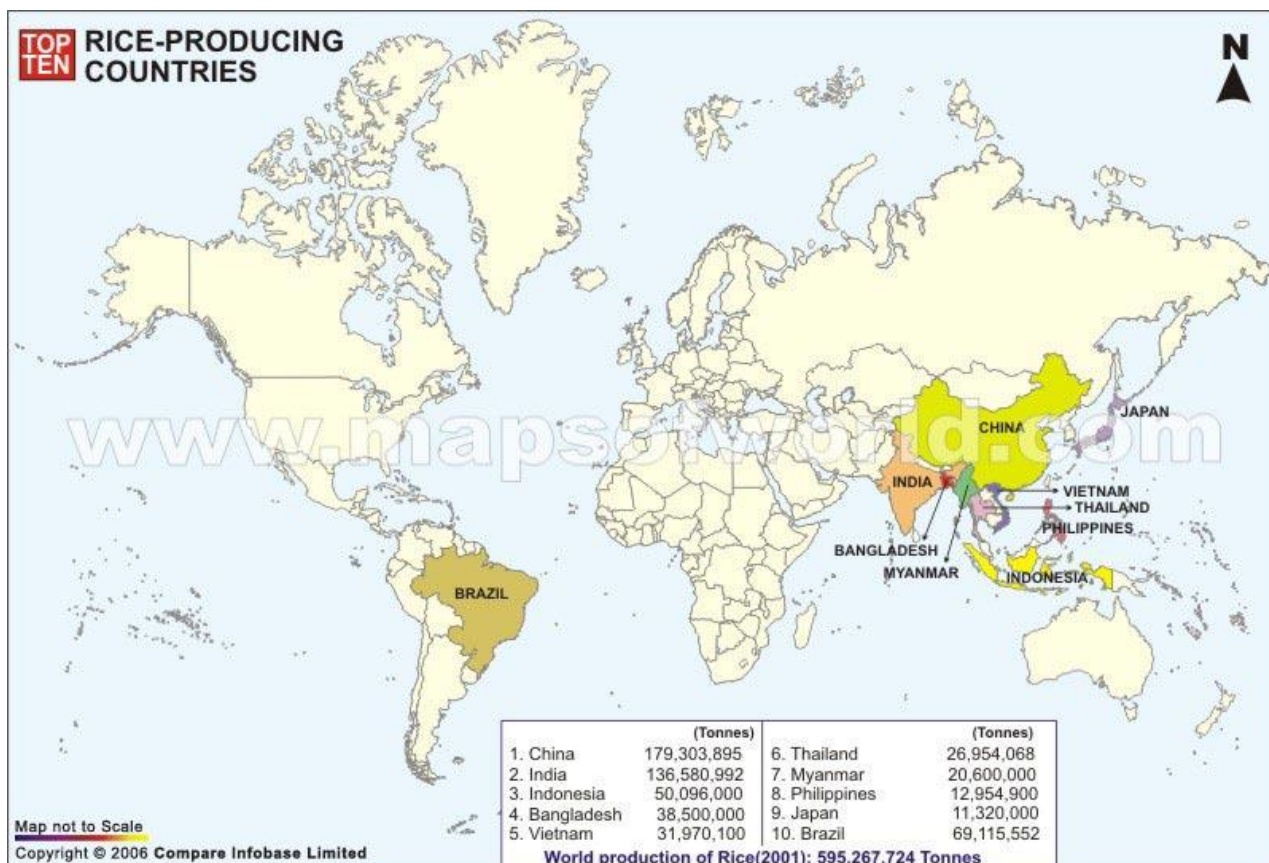 TOP TEN
RICE-PRODUCING COUNTRIES
N
www.mapsofworld.com
JAPAN
CHINA
INDIA
VIETNAM
THAILAND
PHILIPPINES
BANGLADESH
MYANMAR
INDONESIA
BRAZIL
(Tonnes) (Tonnes)
1. China 179,303,895 6. Thailand 26,954,068
2. India 136,580,992 7. Myanmar 20,600,000
3. Indonesia 50,096,000 8. Philippines 12,954,900
4. Bangladesh 38,500,000 9. Japan 11,320,000
5. Vietnam 31,970,100 10. Brazil 69,115,552
World production of Rice(2001): 595,267,724 Tonnes
Map not to Scale
Copyright © 2006 Compare Infobase Limited